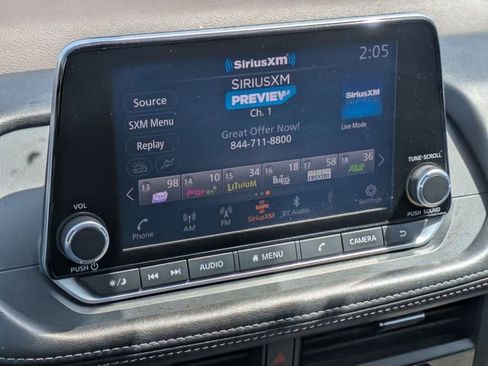 SiriusXm
2:05
SIRIUSXM
PREVIEW
Ch. 1
Source
SXM Menu
Replay
Great Offer Now!
844-711-8800
SiriusXM
Live Mode
13 98 14 10 15 34 16 18 17 58 18 36
POP LITHIUM BEATLES
Phone AM FM SiriusXM BT Audio Settings
VOL
PUSH
TUNE·SCROLL
PUSH SOUND
AUDIO MENU CAMERA